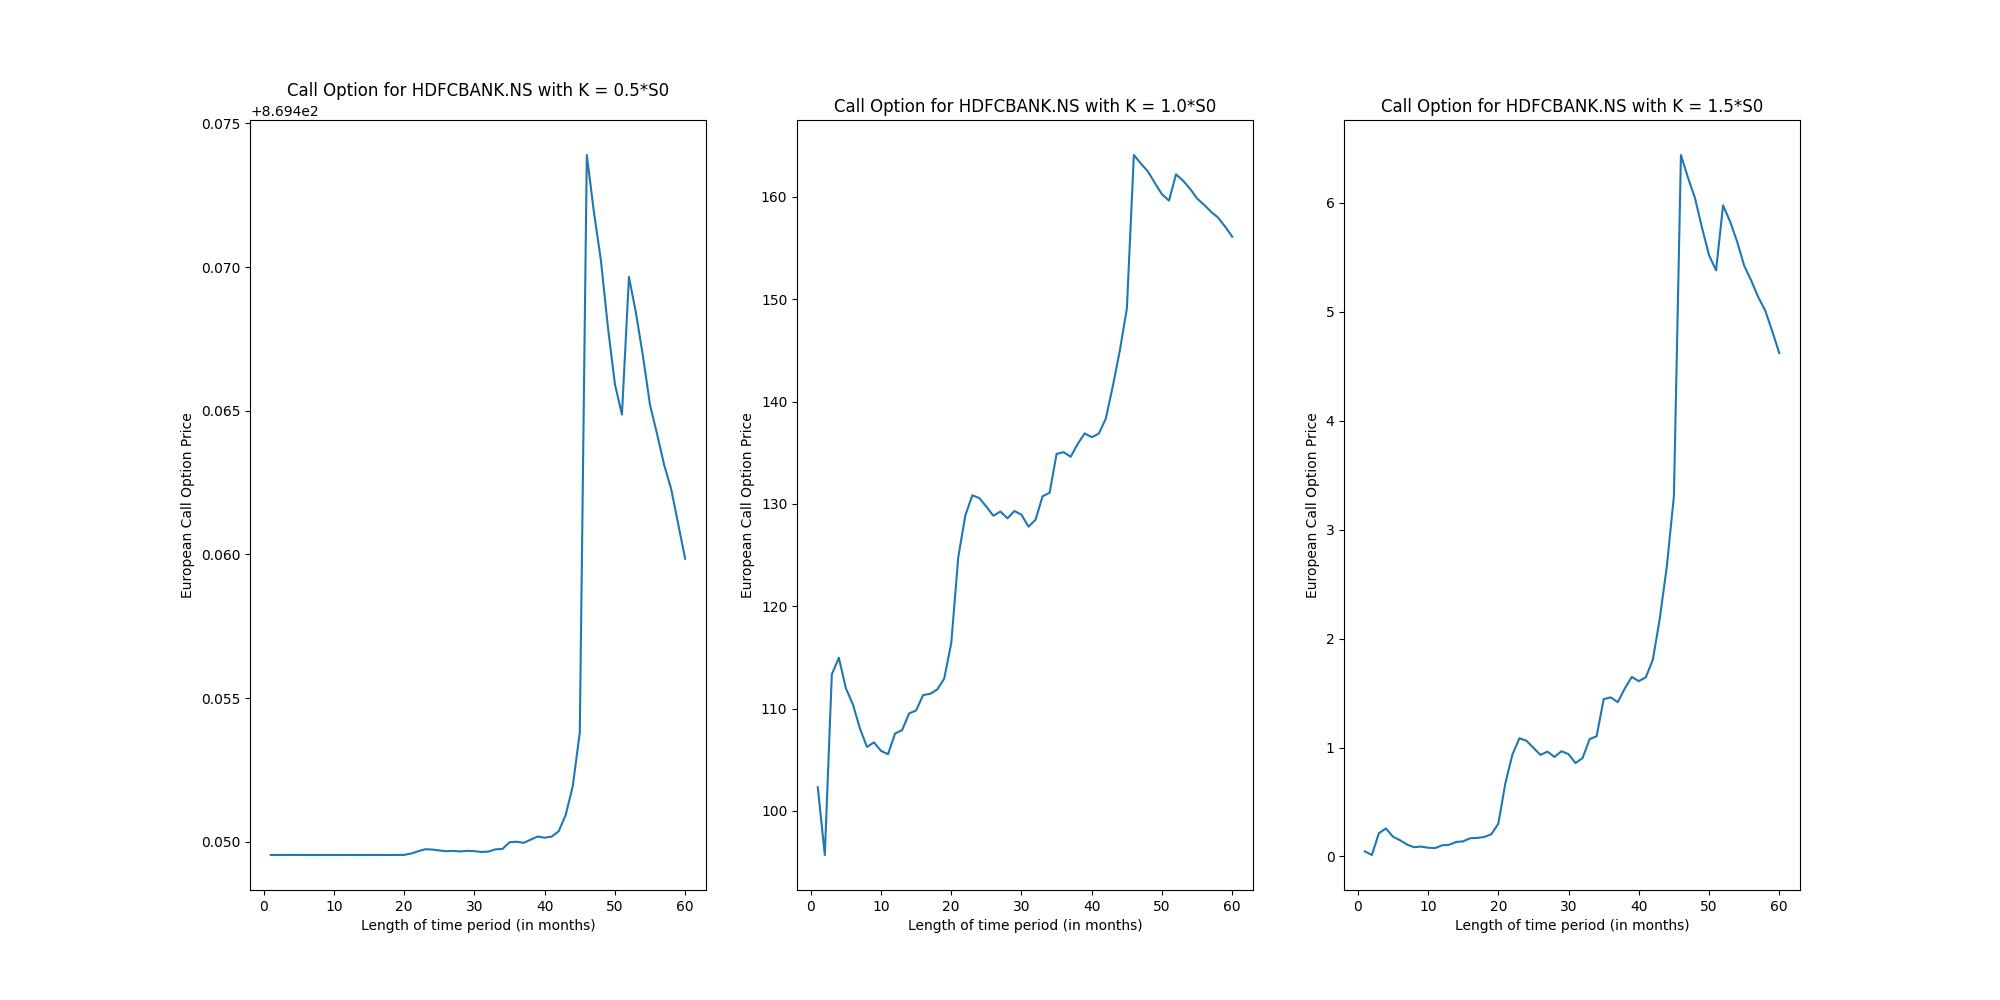 Call Option for HDFCBANK.NS with K = 0.5*S0
+8.694e2
0.075
0.070
0.065
0.060
0.055
0.050
European Call Option Price
0 10 20 30 40 50 60
Length of time period (in months)
Call Option for HDFCBANK.NS with K = 1.0*S0
160
150
140
130
120
110
100
European Call Option Price
0 10 20 30 40 50 60
Length of time period (in months)
Call Option for HDFCBANK.NS with K = 1.5*S0
6
5
4
3
2
1
0
European Call Option Price
0 10 20 30 40 50 60
Length of time period (in months)